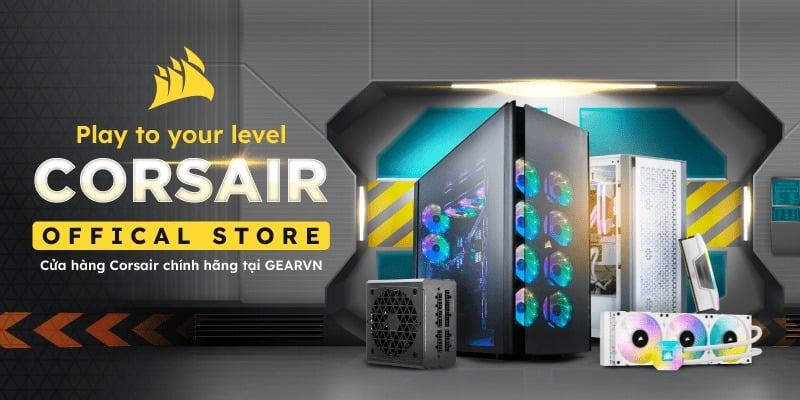 Play to your level
CORSAIR
OFFICAL STORE
Cửa hàng Corsair chính hãng tại GEARVN